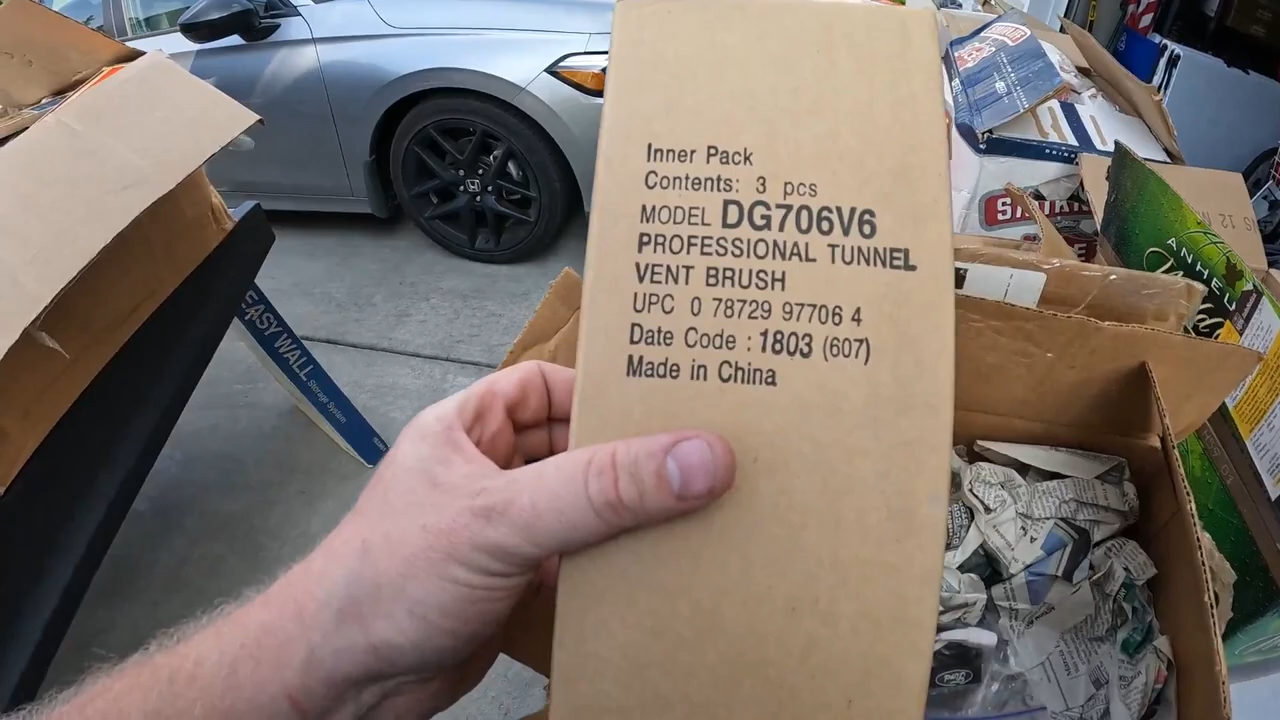 Inner Pack
Contents: 3 pcs
MODEL DG706V6
PROFESSIONAL TUNNEL
VENT BRUSH
UPC 0 78729 97706 4
Date Code : 1803 (607)
Made in China
EASY WALL
Storage System
Ford